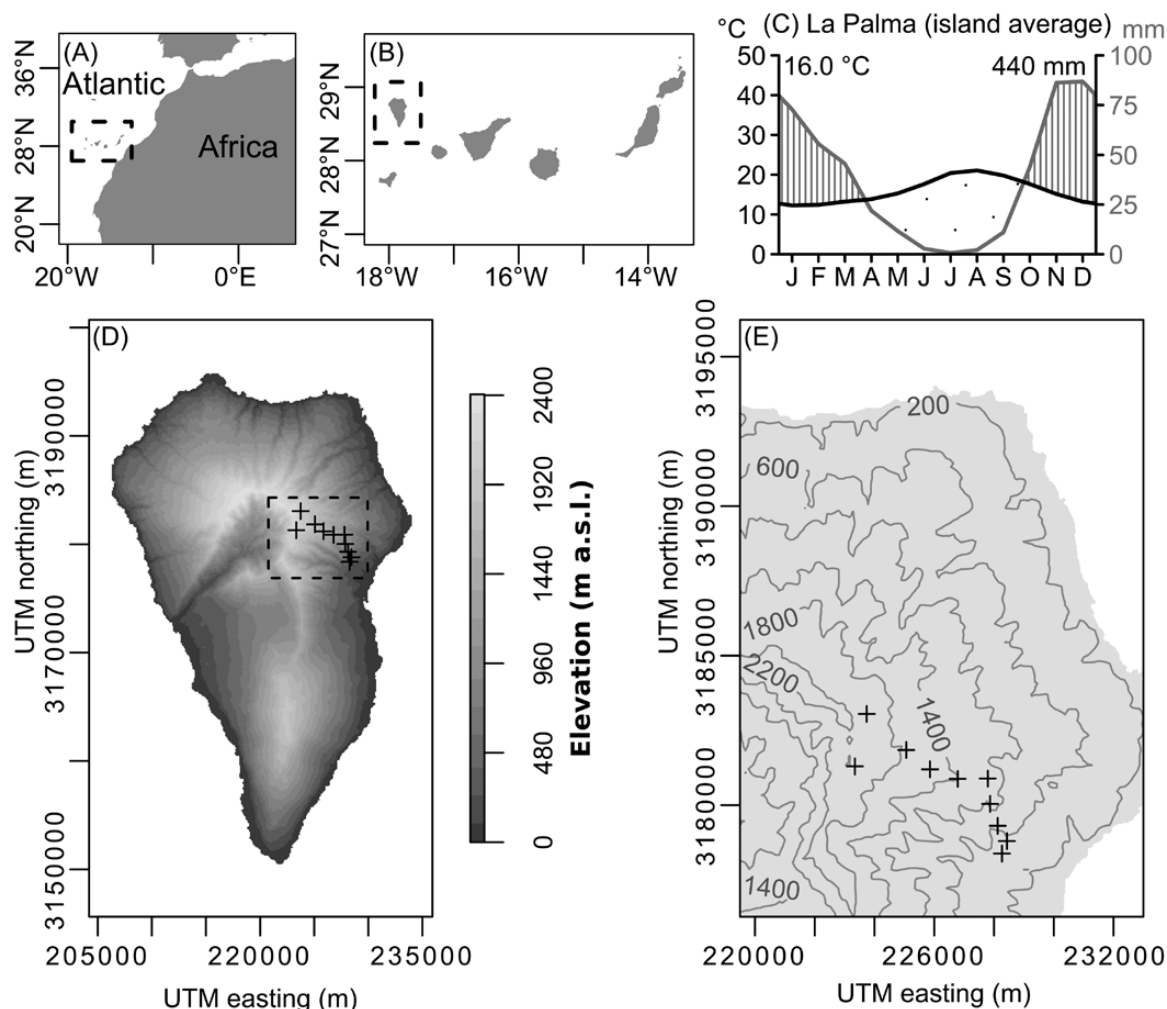 (A)
Atlantic
Africa
36°N
28°N
20°N
20°W
0°E
(B)
29°N
28°N
27°N
18°W
16°W
14°W
°C (C) La Palma (island average) mm
16.0 °C 440 mm
50
40
30
20
10
0
100
75
50
25
0
J F M A M J J A S O N D
(D)
UTM northing (m)
3190000
3170000
3150000
205000 220000 235000
UTM easting (m)
2400
1920
1440
960
480
0
Elevation (m a.s.l.)
(E)
UTM northing (m)
3195000
3190000
3185000
3180000
200
600
1800
2200
1400
1400
220000 226000 232000
UTM easting (m)